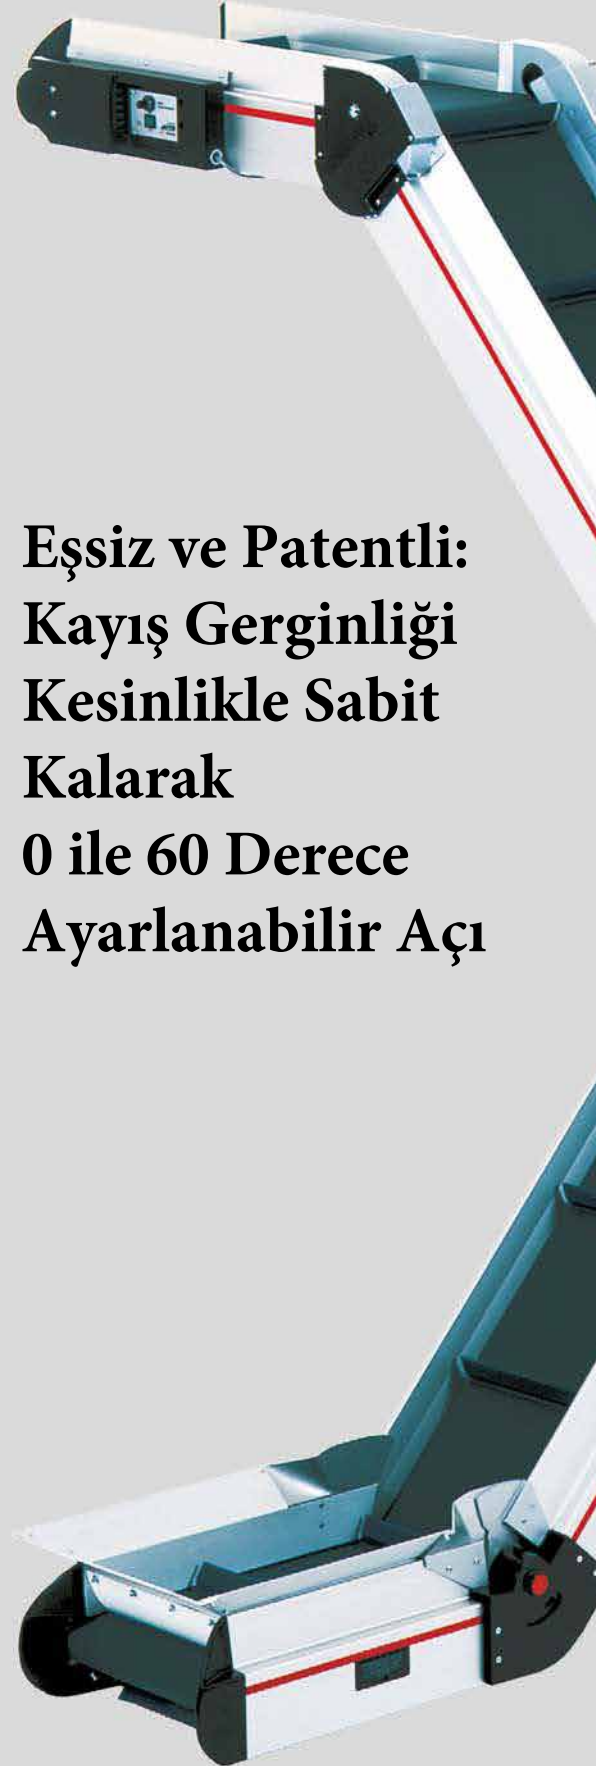 Eşsiz ve Patentli:
Kayış Gerginliği
Kesinlikle Sabit
Kalarak
0 ile 60 Derece
Ayarlanabilir Açı